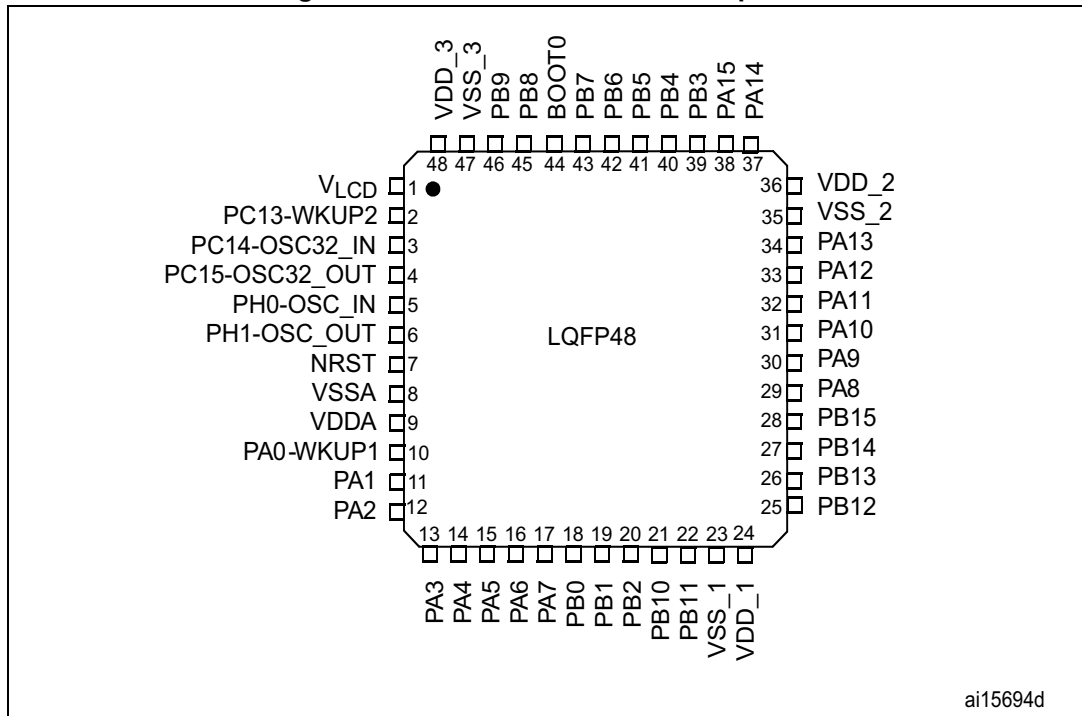 VDD_3
VSS_3
PB9
PB8
BOOT0
PB7
PB6
PB5
PB4
PB3
PA15
PA14
48 47 46 45 44 43 42 41 40 39 38 37
VLCD 1
PC13-WKUP2 2
PC14-OSC32_IN 3
PC15-OSC32_OUT 4
PH0-OSC_IN 5
PH1-OSC_OUT 6
NRST 7
VSSA 8
VDDA 9
PA0-WKUP1 10
PA1 11
PA2 12
LQFP48
36 VDD_2
35 VSS_2
34 PA13
33 PA12
32 PA11
31 PA10
30 PA9
29 PA8
28 PB15
27 PB14
26 PB13
25 PB12
13 14 15 16 17 18 19 20 21 22 23 24
PA3
PA4
PA5
PA6
PA7
PB0
PB1
PB2
PB10
PB11
VSS_1
VDD_1
ai15694d